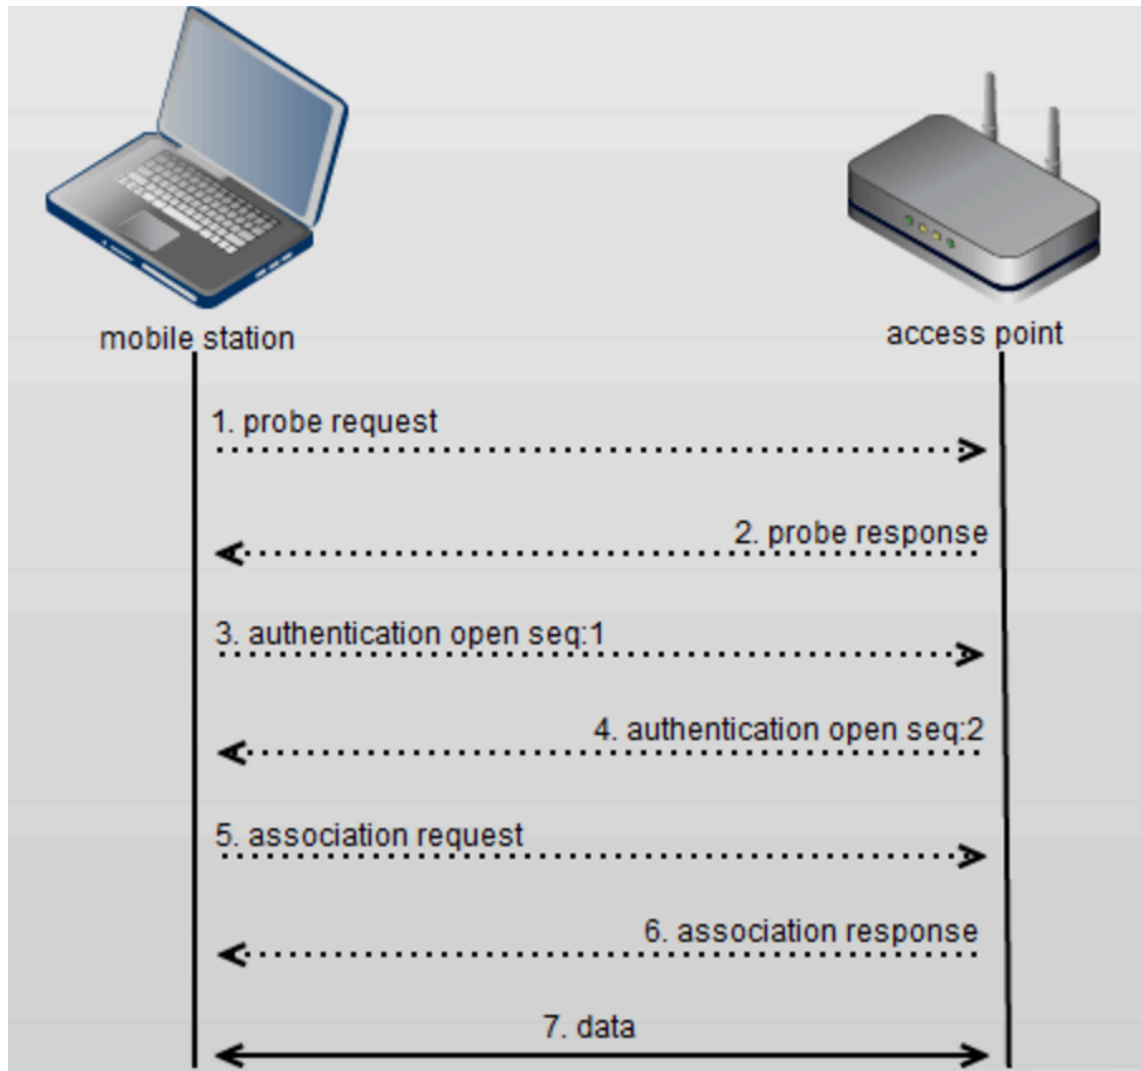 mobile station
access point
1. probe request
2. probe response
3. authentication open seq:1
4. authentication open seq:2
5. association request
6. association response
7. data